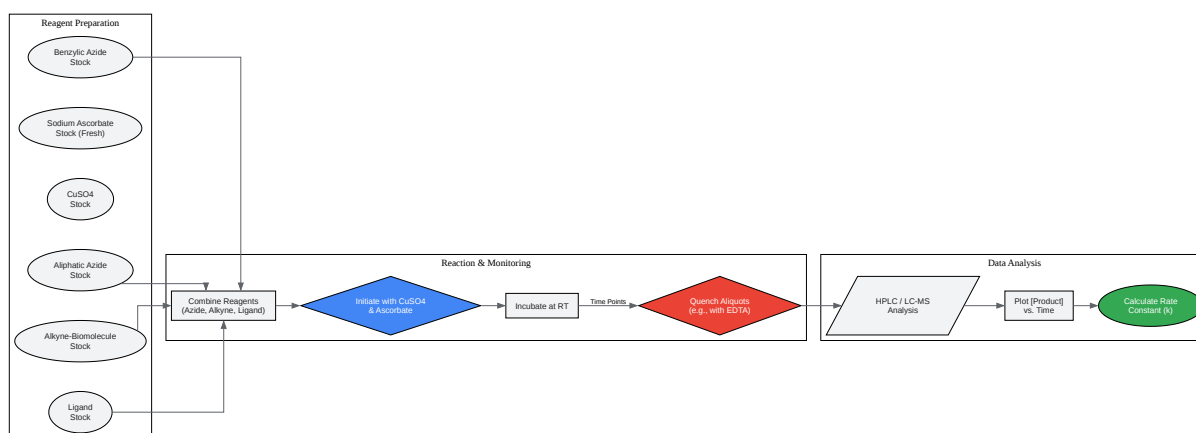 Reagent Preparation
Benzylic Azide
Stock
Sodium Ascorbate
Stock (Fresh)
CuSO4
Stock
Aliphatic Azide
Stock
Alkyne-Biomolecule
Stock
Ligand
Stock
Reaction & Monitoring
Combine Reagents
(Azide, Alkyne, Ligand)
Initiate with CuSO4
& Ascorbate
Incubate at RT
Time Points
Quench Aliquots
(e.g., with EDTA)
Data Analysis
HPLC / LC-MS
Analysis
Plot [Product]
vs. Time
Calculate Rate
Constant (k)